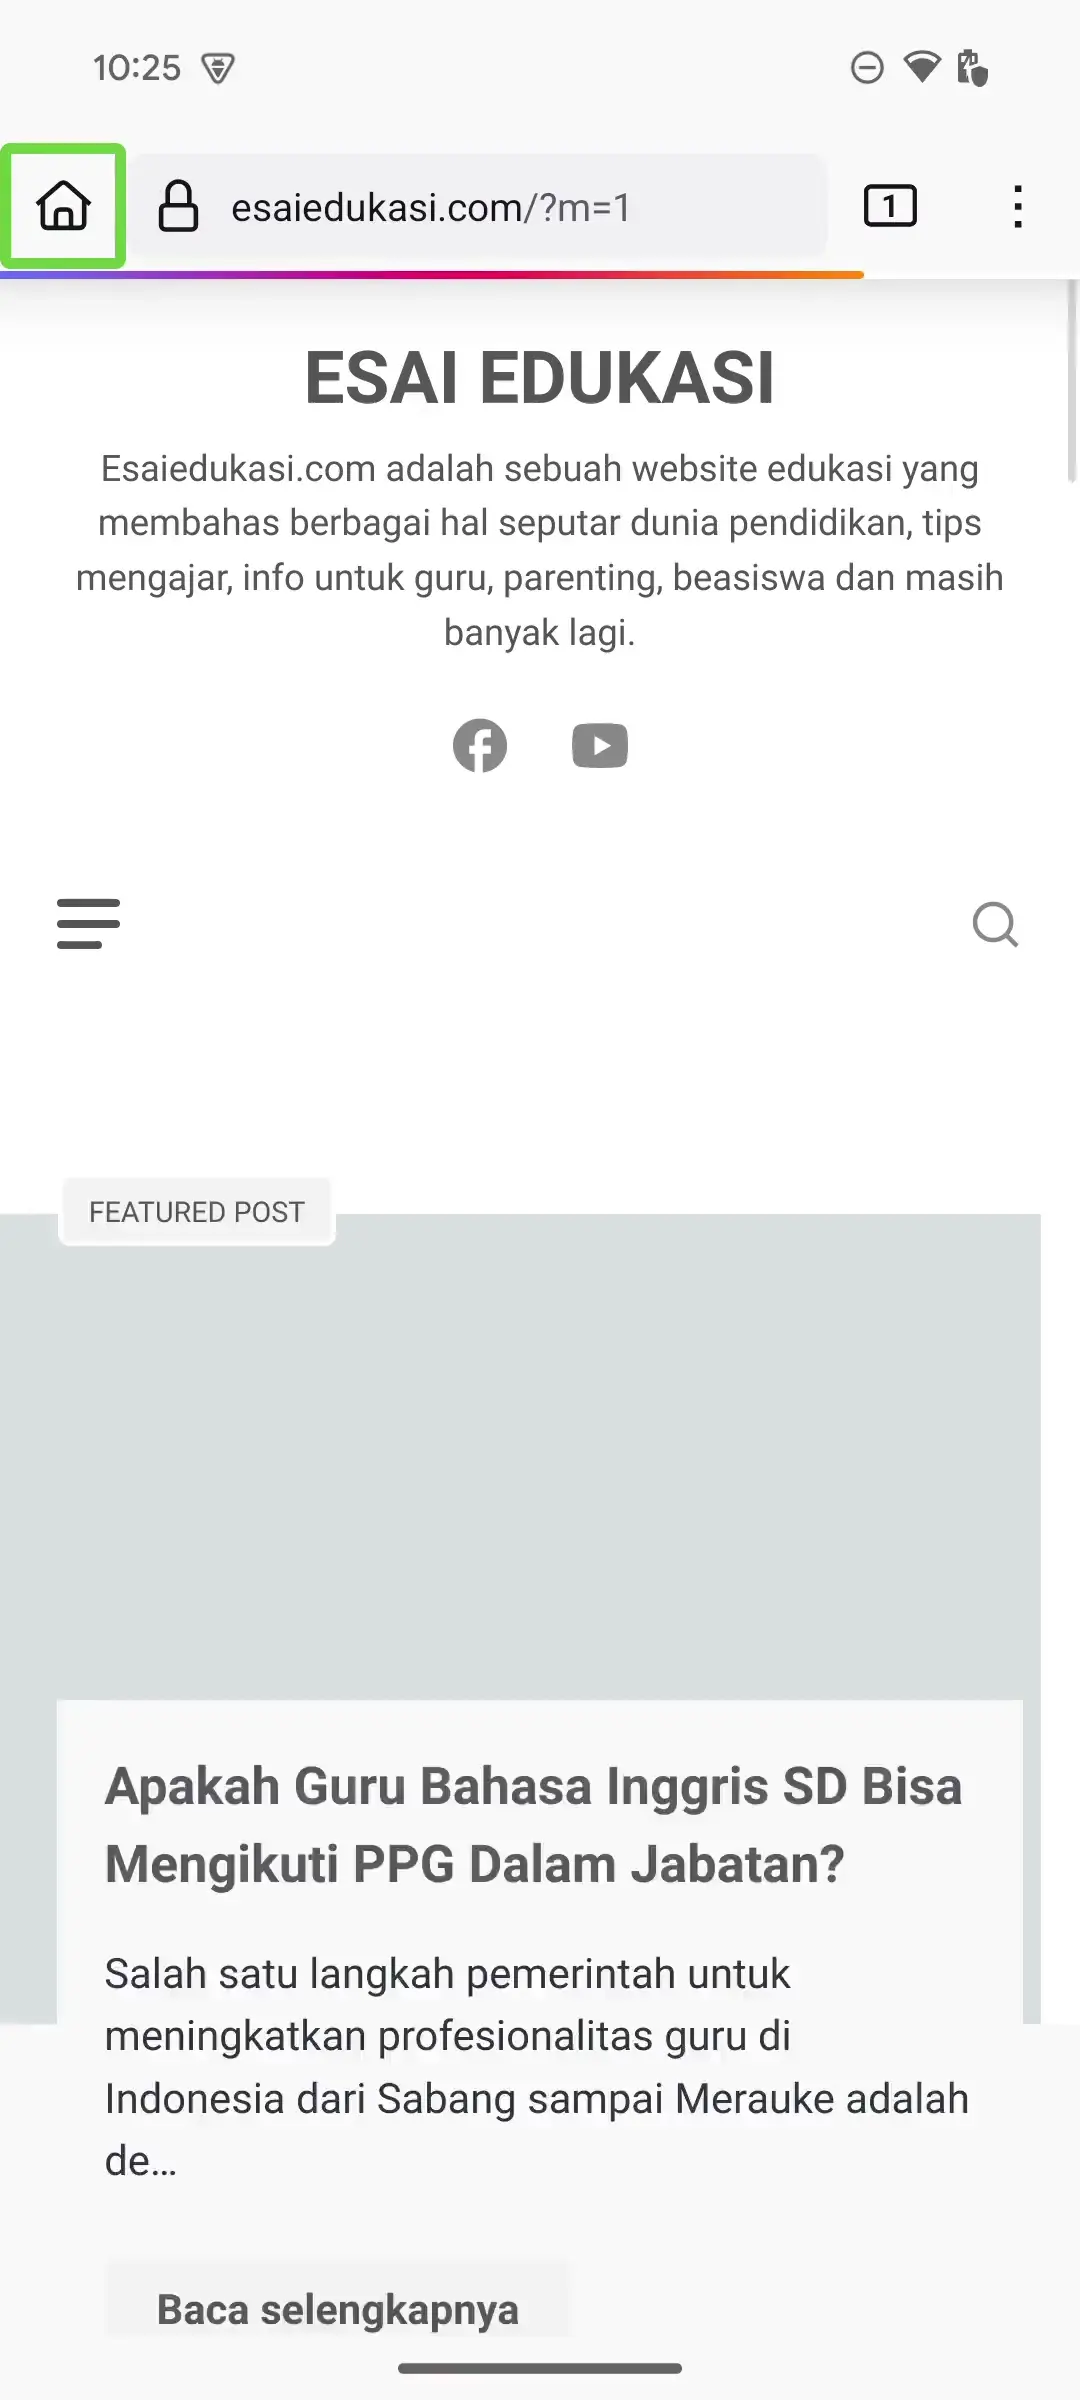 10:25
esaiedukasi.com/?m=1
1
ESAI EDUKASI
Esaiedukasi.com adalah sebuah website edukasi yang
membahas berbagai hal seputar dunia pendidikan, tips
mengajar, info untuk guru, parenting, beasiswa dan masih
banyak lagi.
FEATURED POST
Apakah Guru Bahasa Inggris SD Bisa
Mengikuti PPG Dalam Jabatan?
Salah satu langkah pemerintah untuk
meningkatkan profesionalitas guru di
Indonesia dari Sabang sampai Merauke adalah
de...
Baca selengkapnya